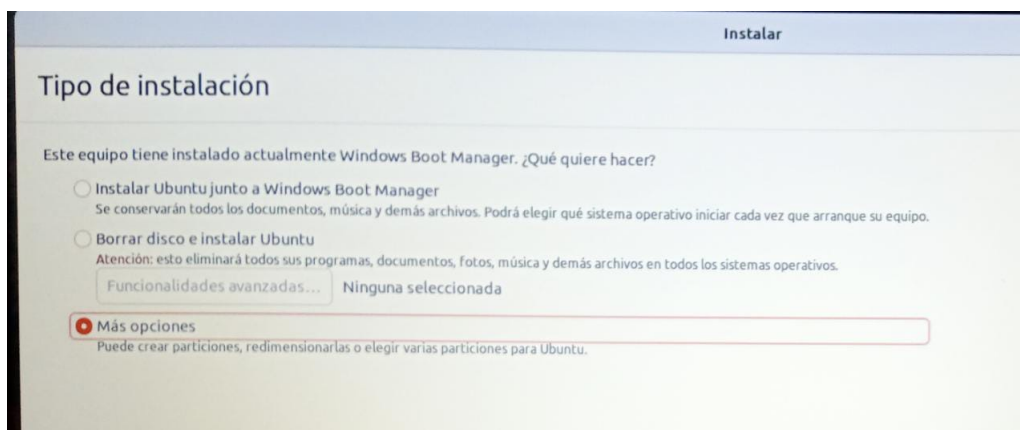 Instalar
Tipo de instalación
Este equipo tiene instalado actualmente Windows Boot Manager. ¿Qué quiere hacer?
Instalar Ubuntu junto a Windows Boot Manager
Se conservarán todos los documentos, música y demás archivos. Podrá elegir qué sistema operativo iniciar cada vez que arranque su equipo.
Borrar disco e instalar Ubuntu
Atención: esto eliminará todos sus programas, documentos, fotos, música y demás archivos en todos los sistemas operativos.
Funcionalidades avanzadas... Ninguna seleccionada
Más opciones
Puede crear particiones, redimensionarlas o elegir varias particiones para Ubuntu.